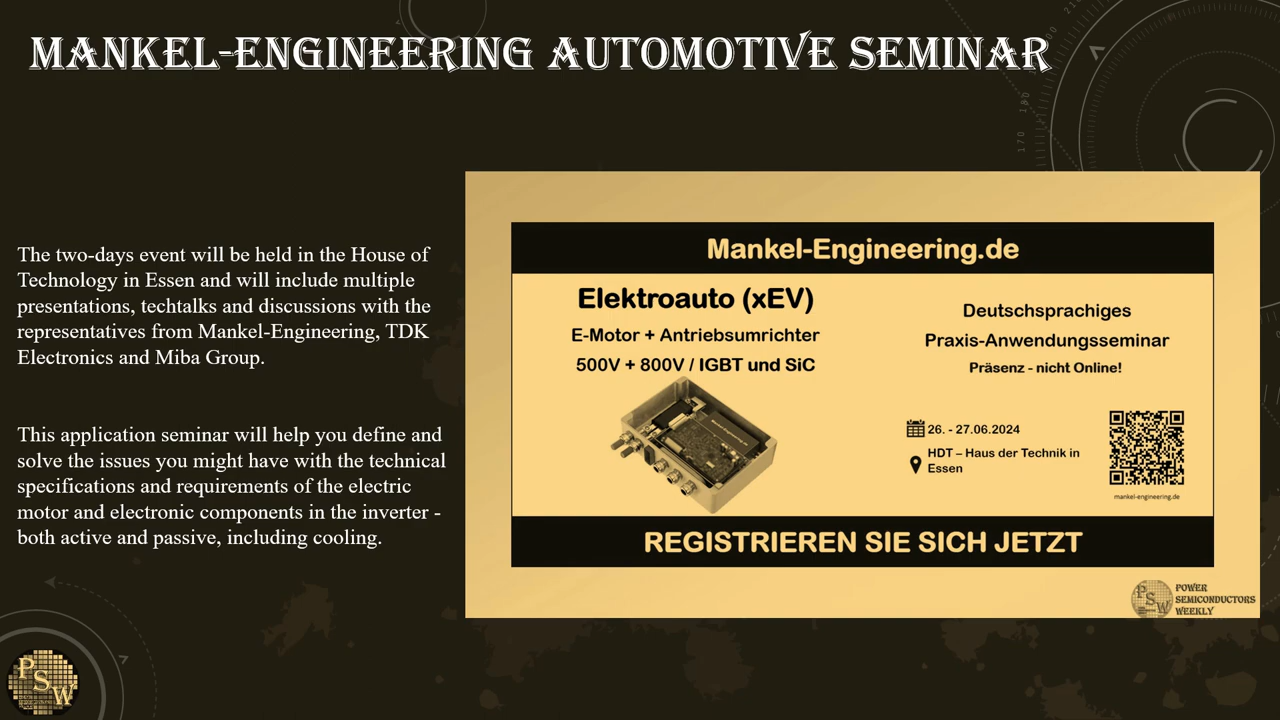 MANKEL-ENGINEERING AUTOMOTIVE SEMINAR
The two-days event will be held in the House of
Technology in Essen and will include multiple
presentations, techtalks and discussions with the
representatives from Mankel-Engineering, TDK
Electronics and Miba Group.
This application seminar will help you define and
solve the issues you might have with the technical
specifications and requirements of the electric
motor and electronic components in the inverter -
both active and passive, including cooling.
Mankel-Engineering.de
Elektroauto (xEV)
E-Motor + Antriebsumrichter
500V + 800V / IGBT und SiC
Deutschsprachiges
Praxis-Anwendungsseminar
Präsenz - nicht Online!
26. - 27.06.2024
HDT – Haus der Technik in
Essen
mankel-engineering.de
REGISTRIEREN SIE SICH JETZT
PSW
POWER
SEMICONDUCTORS
WEEKLY
PSW
170
180
210